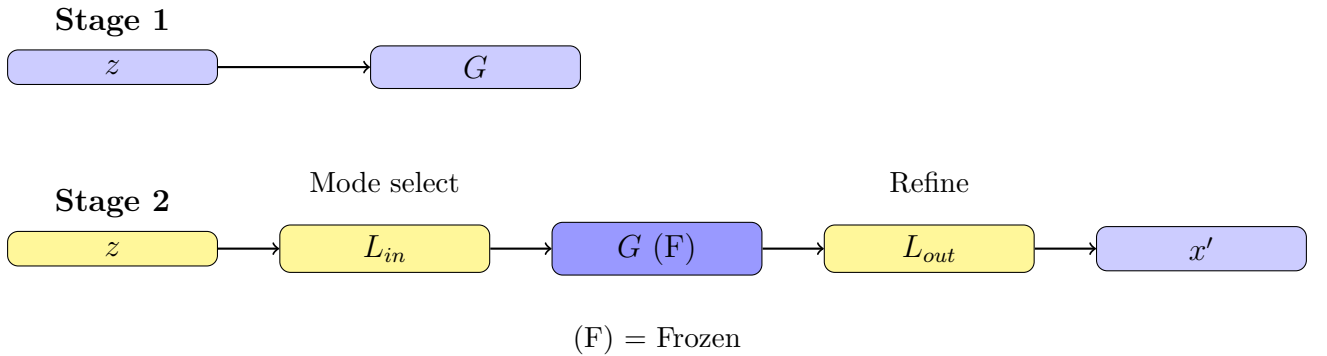 Stage 1
z
G
Mode select
Refine
Stage 2
z
L_in
G (F)
L_out
x′
(F) = Frozen